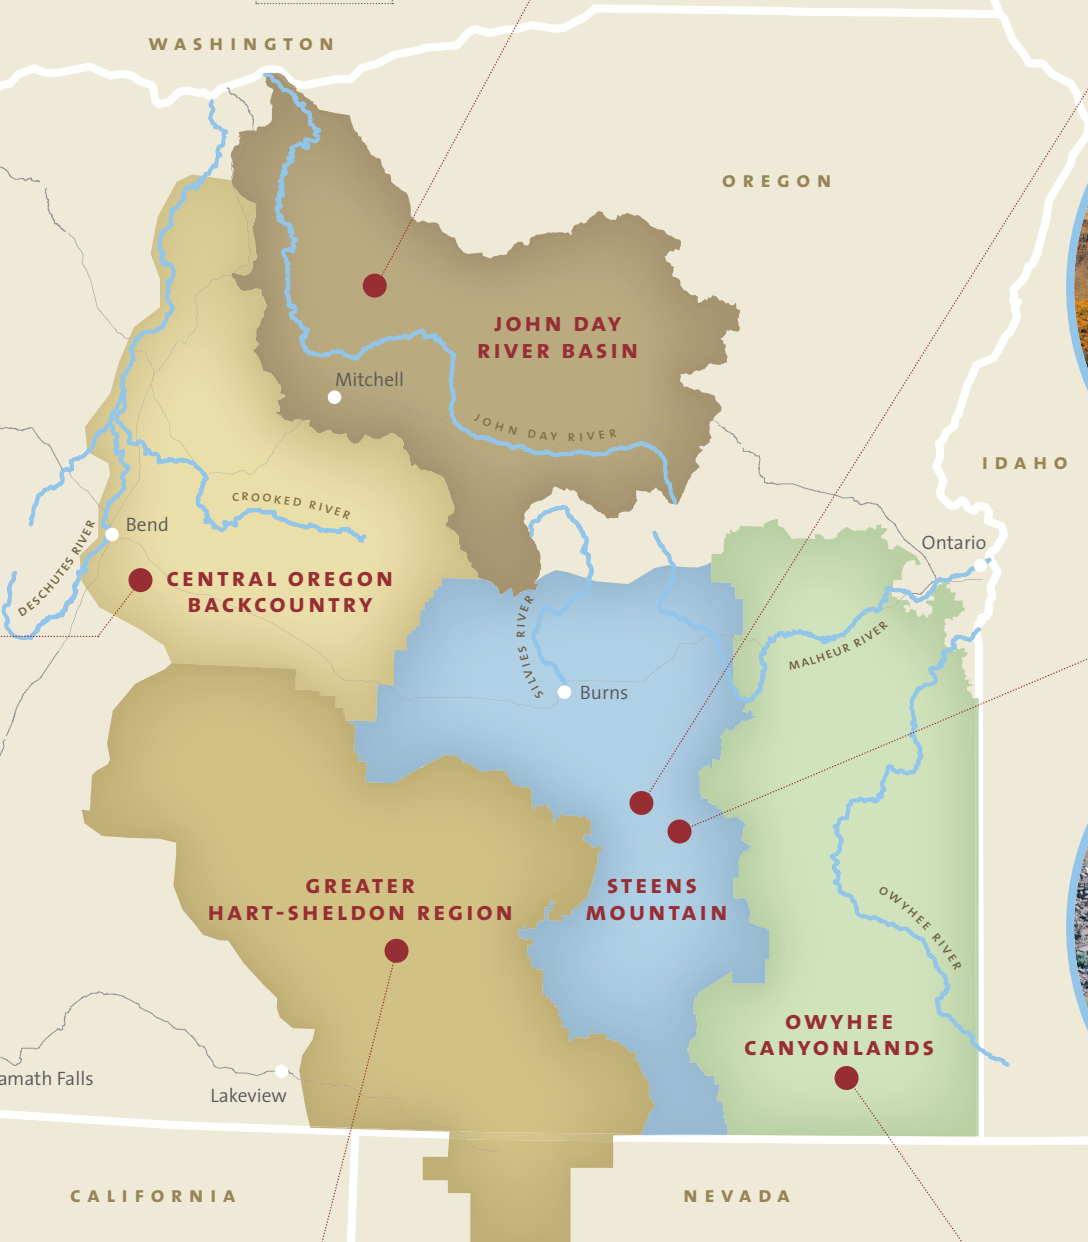 WASHINGTON
OREGON
JOHN DAY
RIVER BASIN
Mitchell
JOHN DAY RIVER
IDAHO
CROOKED RIVER
Bend
Ontario
DESCHUTES RIVER
CENTRAL OREGON
BACKCOUNTRY
SILVIES RIVER
MALHEUR RIVER
Burns
GREATER
HART-SHELDON REGION
STEENS
MOUNTAIN
OWYHEE RIVER
OWYHEE
CANYONLANDS
amath Falls
Lakeview
CALIFORNIA
NEVADA